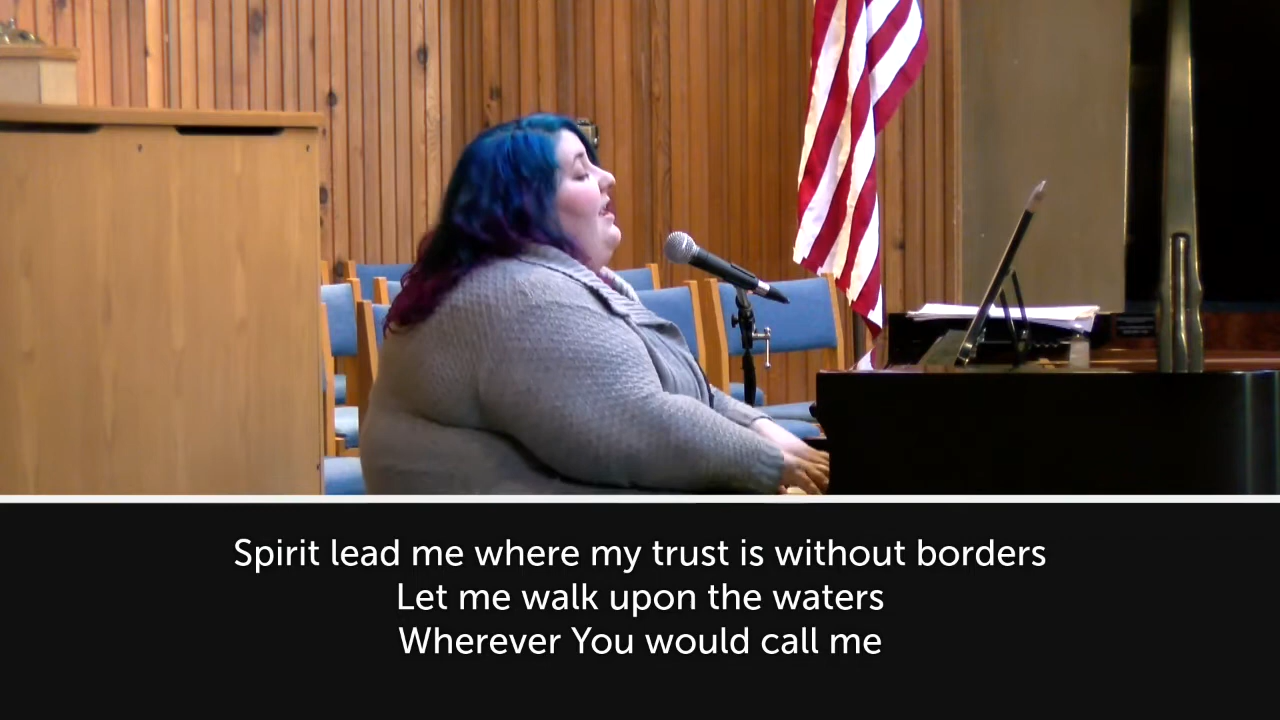 Spirit lead me where my trust is without borders
Let me walk upon the waters
Wherever You would call me